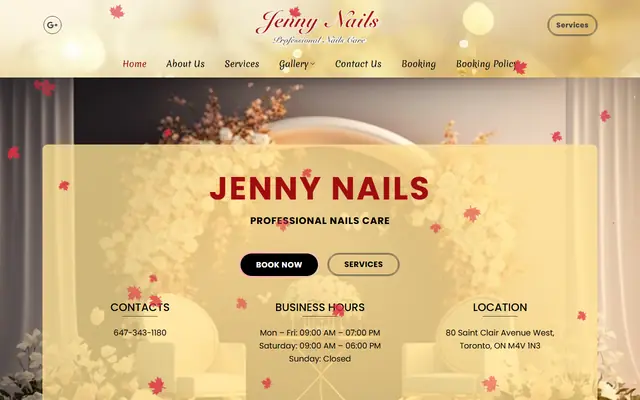 G+
Jenny Nails
Professional Nails Care
Services
Home
About Us
Services
Gallery
Contact Us
Booking
Booking Policy
JENNY NAILS
PROFESSIONAL NAILS CARE
BOOK NOW
SERVICES
CONTACTS
647-343-1180
BUSINESS HOURS
Mon – Fri: 09:00 AM – 07:00 PM
Saturday: 09:00 AM – 06:00 PM
Sunday: Closed
LOCATION
80 Saint Clair Avenue West,
Toronto, ON M4V 1N3